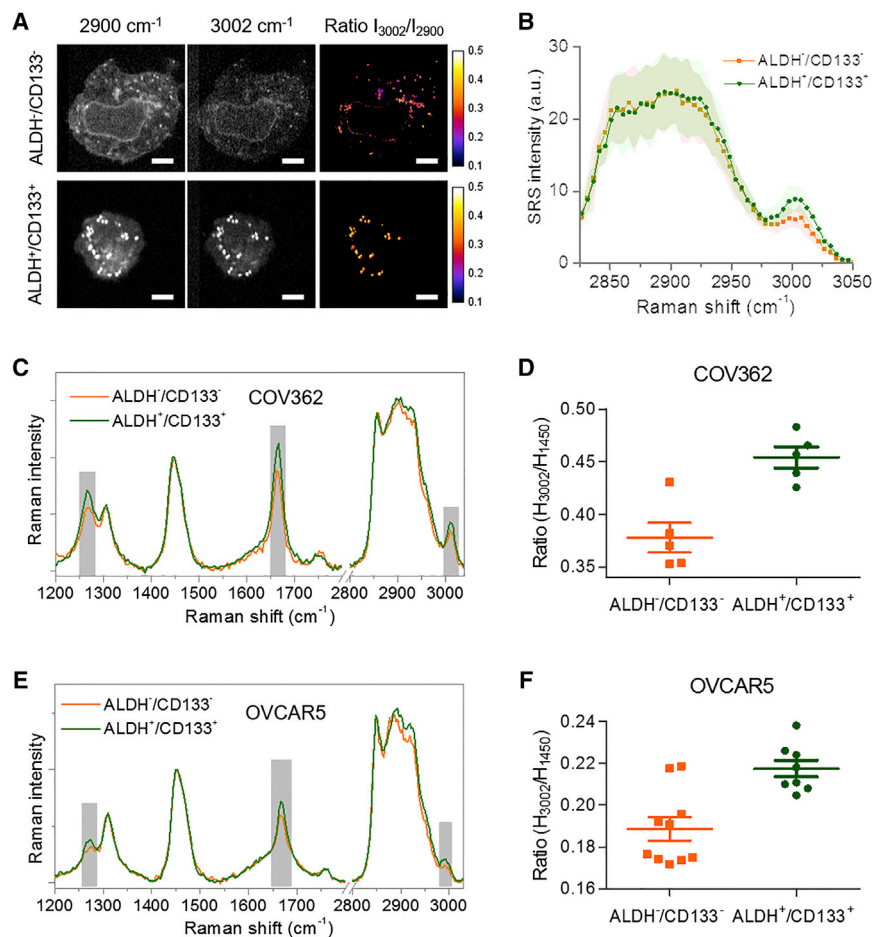 A
2900 cm⁻¹ 3002 cm⁻¹ Ratio I₃₀₀₂/I₂₉₀₀
ALDH⁻/CD133⁻
0.5
0.4
0.3
0.2
0.1
ALDH⁺/CD133⁺
0.5
0.4
0.3
0.2
0.1
B
ALDH⁻/CD133⁻
ALDH⁺/CD133⁺
SRS intensity (a.u.)
30
20
10
0
2850 2900 2950 3000 3050
Raman shift (cm⁻¹)
C
ALDH⁻/CD133⁻
ALDH⁺/CD133⁺
COV362
Raman intensity
1200 1300 1400 1500 1600 1700 2800 2900 3000
Raman shift (cm⁻¹)
D
COV362
Ratio (H₃₀₀₂/H₁₄₅₀)
0.50
0.45
0.40
0.35
ALDH⁻/CD133⁻ ALDH⁺/CD133⁺
E
ALDH⁻/CD133⁻
ALDH⁺/CD133⁺
OVCAR5
Raman intensity
1200 1300 1400 1500 1600 1700 2800 2900 3000
Raman shift (cm⁻¹)
F
OVCAR5
Ratio (H₃₀₀₂/H₁₄₅₀)
0.24
0.22
0.20
0.18
0.16
ALDH⁻/CD133⁻ ALDH⁺/CD133⁺